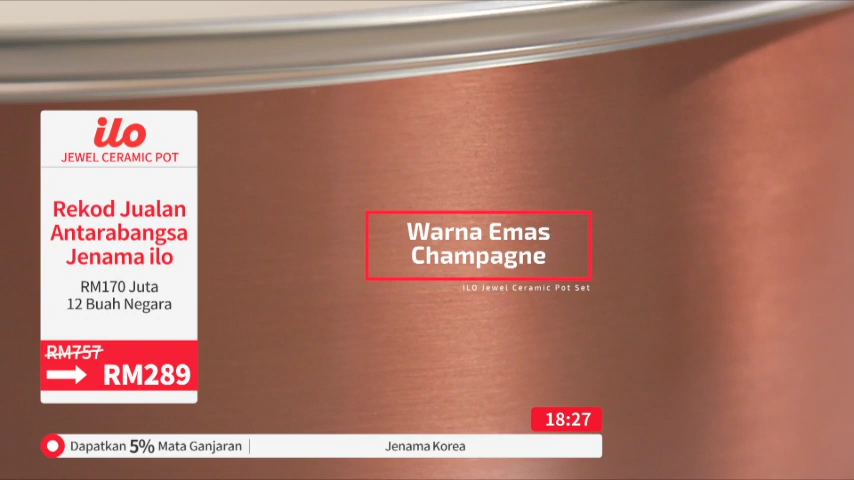 ilo
JEWEL CERAMIC POT
Rekod Jualan
Antarabangsa
Jenama ilo
RM170 Juta
12 Buah Negara
RM757
RM289
Warna Emas
Champagne
ILO Jewel Ceramic Pot Set
18:27
Dapatkan 5% Mata Ganjaran
Jenama Korea